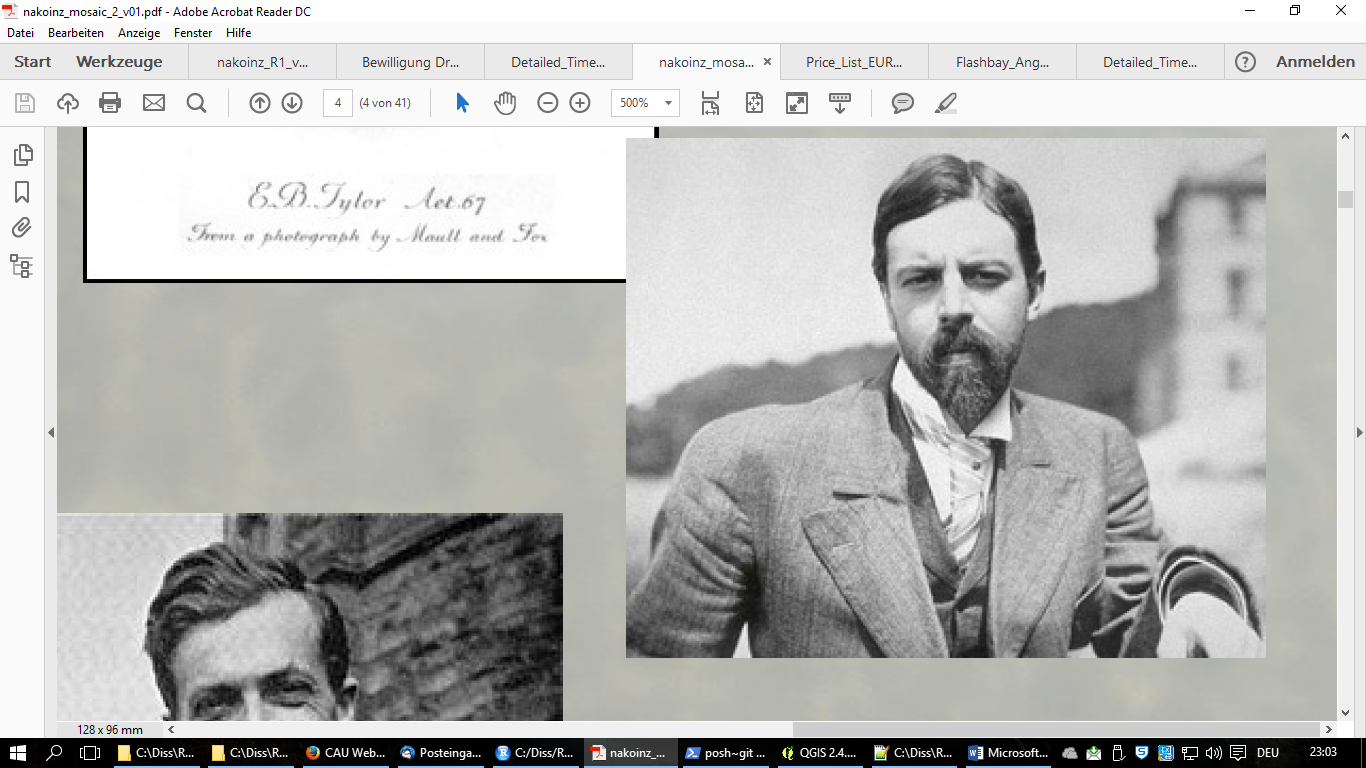 nakoinz_mosaic_2_v01.pdf - Adobe Acrobat Reader DC
Datei Bearbeiten Anzeige Fenster Hilfe
Start Werkzeuge nakoinz_R1_v... Bewilligung Dr... Detailed_Time... nakoinz_mosa... Price_List_EUR... Flashbay_Ang... Detailed_Time... Anmelden
4 (4 von 41) 500%
E.B.Tylor Aet.67
From a photograph by Maull and Fox
128 x 96 mm
C:\Diss\R... C:\Diss\R... CAU Web... Posteinga... C:/Diss/R... nakoinz_... posh~git ... QGIS 2.4.... C:\Diss\R... Microsoft... DEU 23:03